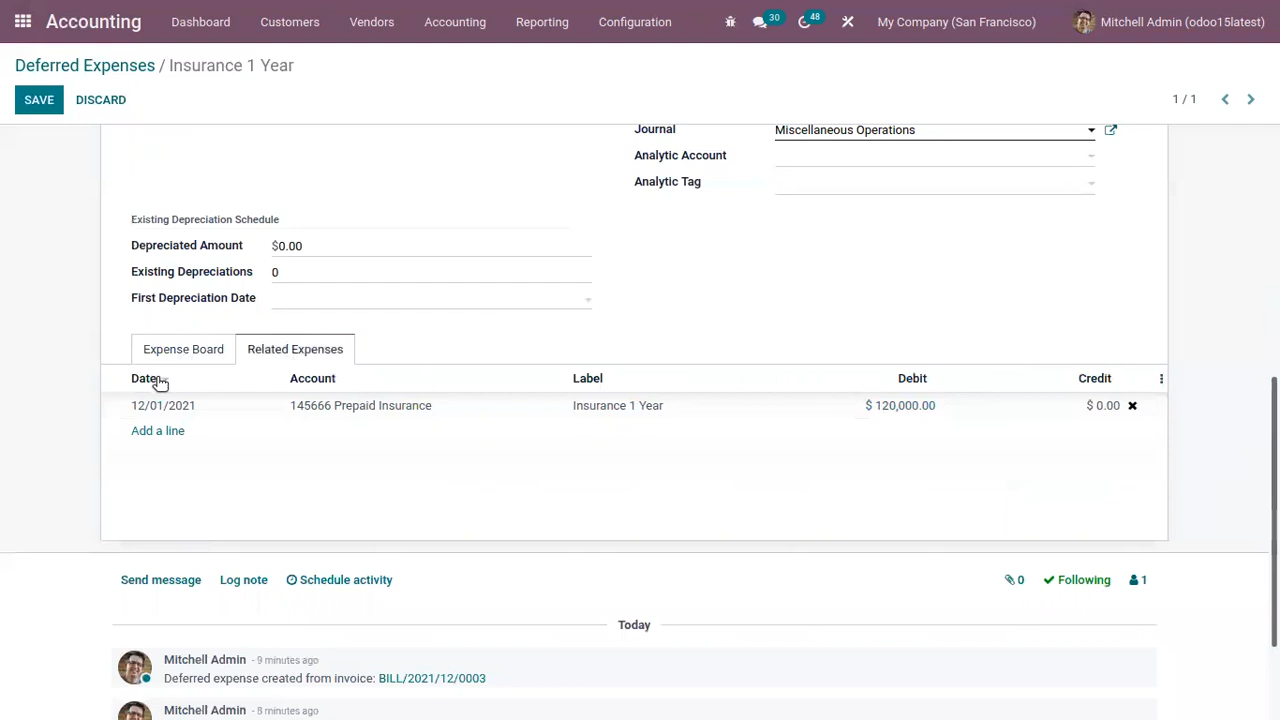 Accounting Dashboard Customers Vendors Accounting Reporting Configuration 30 48 My Company (San Francisco) Mitchell Admin (odoo15latest)
Deferred Expenses / Insurance 1 Year
SAVE DISCARD 1 / 1
Journal Miscellaneous Operations
Analytic Account
Analytic Tag
Existing Depreciation Schedule
Depreciated Amount $0.00
Existing Depreciations 0
First Depreciation Date
Expense Board Related Expenses
Date Account Label Debit Credit
12/01/2021 145666 Prepaid Insurance Insurance 1 Year $ 120,000.00 $ 0.00
Add a line
Send message Log note Schedule activity 0 Following 1
Today
Mitchell Admin - 9 minutes ago
Deferred expense created from invoice: BILL/2021/12/0003
Mitchell Admin - 8 minutes ago